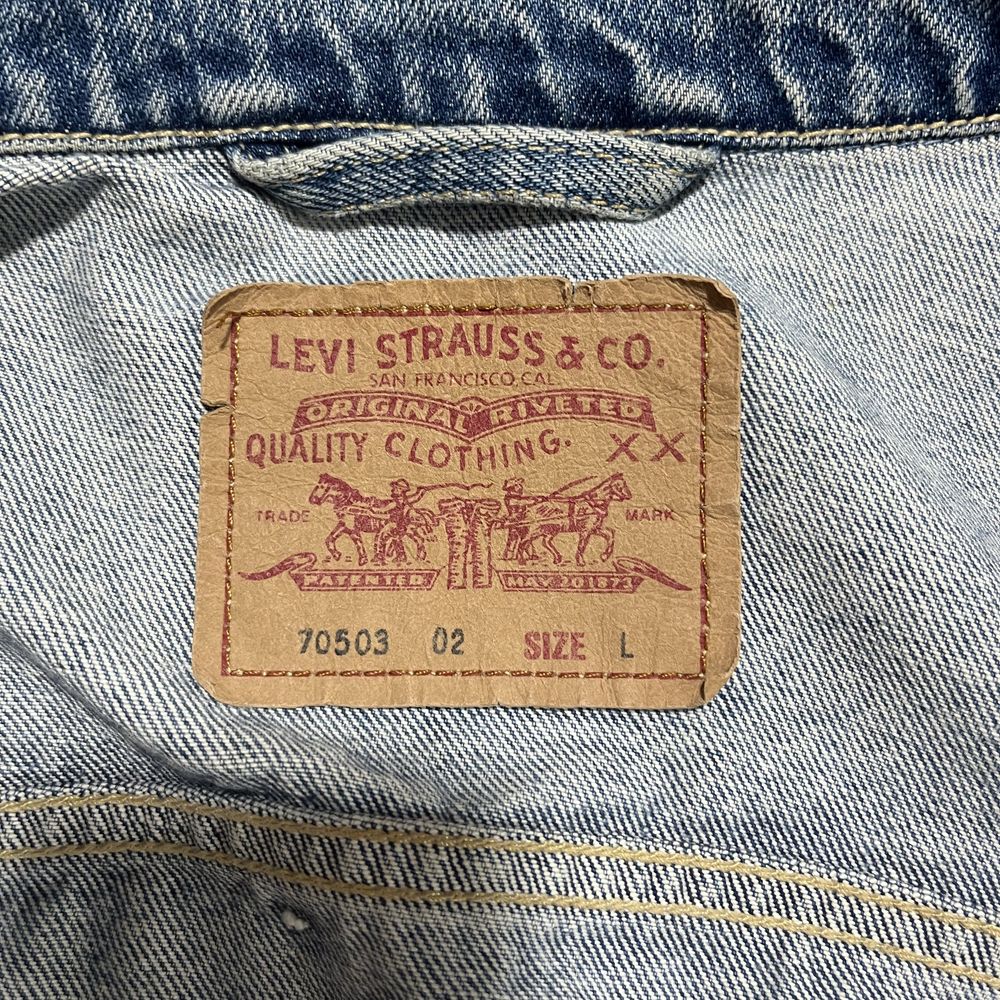 LEVI STRAUSS & CO.
SAN FRANCISCO, CAL
ORIGINAL RIVETED
QUALITY CLOTHING. XX
TRADE MARK
PATENTED MAY 20 1873
70503 02 SIZE L